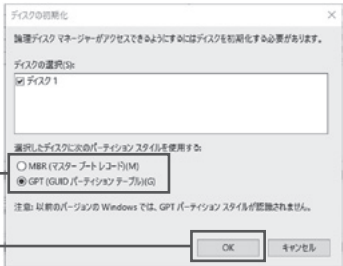 ディスクの初期化
論理ディスク マネージャーがアクセスできるようにするにはディスクを初期化する必要があります。
ディスクの選択(S):
ディスク 1
選択したディスクに次のパーティション スタイルを使用する:
MBR (マスター ブート レコード)(M)
GPT (GUID パーティション テーブル)(G)
注意: 以前のバージョンの Windows では、GPT パーティション スタイルが認識されません。
OK キャンセル